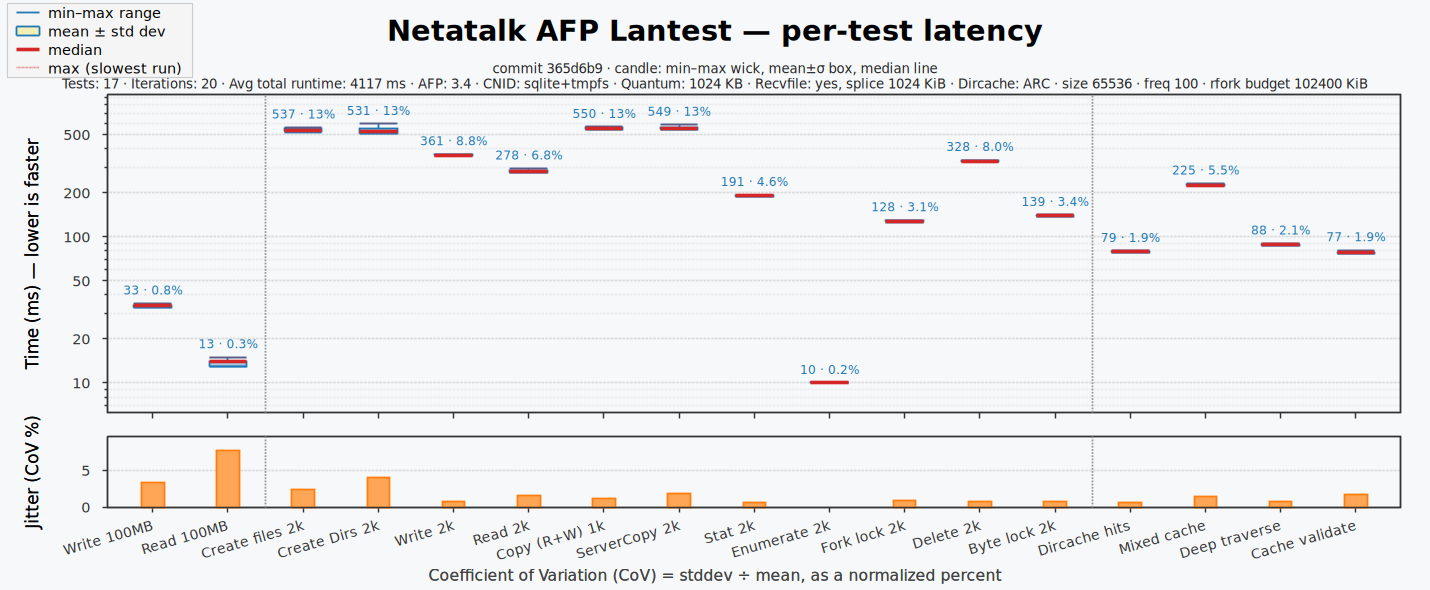 min–max range
mean ± std dev
median
max (slowest run)
Netatalk AFP Lantest — per-test latency
commit 365d6b9 · candle: min–max wick, mean±σ box, median line
Tests: 17 · Iterations: 20 · Avg total runtime: 4117 ms · AFP: 3.4 · CNID: sqlite+tmpfs · Quantum: 1024 KB · Recvfile: yes, splice 1024 KiB · Dircache: ARC · size 65536 · freq 100 · rfork budget 102400 KiB
Time (ms) — lower is faster
500
200
100
50
20
10
33 · 0.8%
13 · 0.3%
537 · 13%
531 · 13%
361 · 8.8%
278 · 6.8%
550 · 13%
549 · 13%
191 · 4.6%
10 · 0.2%
128 · 3.1%
328 · 8.0%
139 · 3.4%
79 · 1.9%
225 · 5.5%
88 · 2.1%
77 · 1.9%
Jitter (CoV %)
5
0
Write 100MB
Read 100MB
Create files 2k
Create Dirs 2k
Write 2k
Read 2k
Copy (R+W) 1k
ServerCopy 2k
Stat 2k
Enumerate 2k
Fork lock 2k
Delete 2k
Byte lock 2k
Dircache hits
Mixed cache
Deep traverse
Cache validate
Coefficient of Variation (CoV) = stddev ÷ mean, as a normalized percent